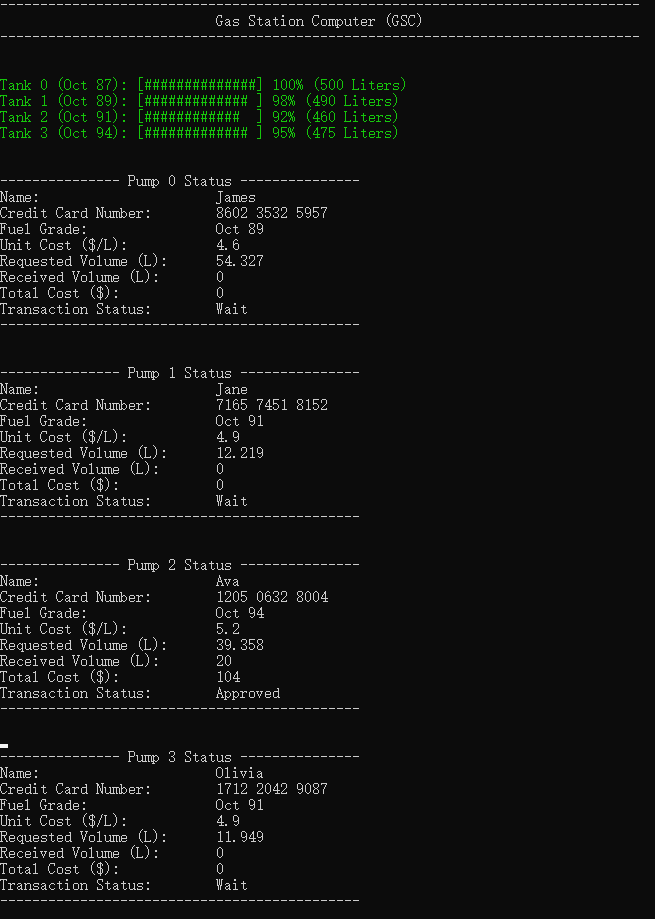 --------------------------------------------------------------------------------
Gas Station Computer (GSC)
--------------------------------------------------------------------------------
Tank 0 (Oct 87): [##############] 100% (500 Liters)
Tank 1 (Oct 89): [############# ] 98% (490 Liters)
Tank 2 (Oct 91): [############  ] 92% (460 Liters)
Tank 3 (Oct 94): [############# ] 95% (475 Liters)
--------------- Pump 0 Status ---------------
Name:                      James
Credit Card Number:        8602 3532 5957
Fuel Grade:                Oct 89
Unit Cost ($/L):           4.6
Requested Volume (L):      54.327
Received Volume (L):       0
Total Cost ($):            0
Transaction Status:        Wait
---------------------------------------------
--------------- Pump 1 Status ---------------
Name:                      Jane
Credit Card Number:        7165 7451 8152
Fuel Grade:                Oct 91
Unit Cost ($/L):           4.9
Requested Volume (L):      12.219
Received Volume (L):       0
Total Cost ($):            0
Transaction Status:        Wait
---------------------------------------------
--------------- Pump 2 Status ---------------
Name:                      Ava
Credit Card Number:        1205 0632 8004
Fuel Grade:                Oct 94
Unit Cost ($/L):           5.2
Requested Volume (L):      39.358
Received Volume (L):       20
Total Cost ($):            104
Transaction Status:        Approved
---------------------------------------------
--------------- Pump 3 Status ---------------
Name:                      Olivia
Credit Card Number:        1712 2042 9087
Fuel Grade:                Oct 91
Unit Cost ($/L):           4.9
Requested Volume (L):      11.949
Received Volume (L):       0
Total Cost ($):            0
Transaction Status:        Wait
---------------------------------------------